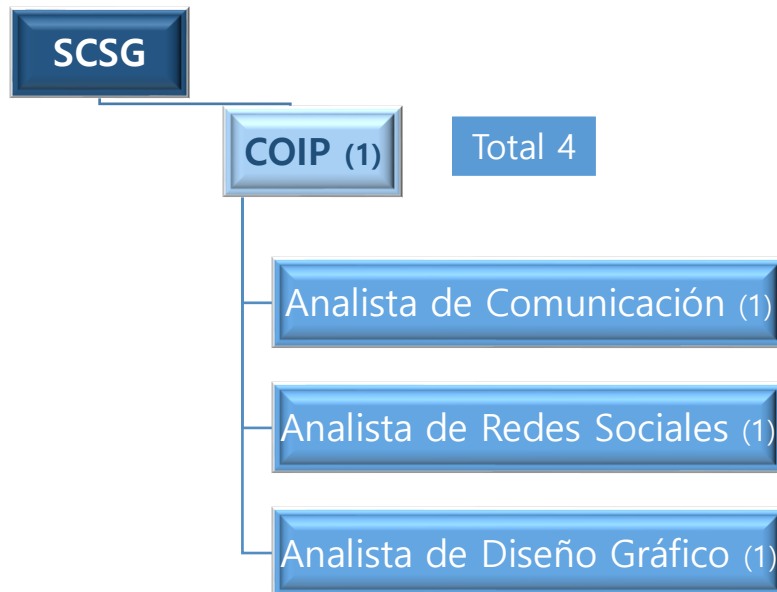 SCSG
COIP (1)
Total 4
Analista de Comunicación (1)
Analista de Redes Sociales (1)
Analista de Diseño Gráfico (1)